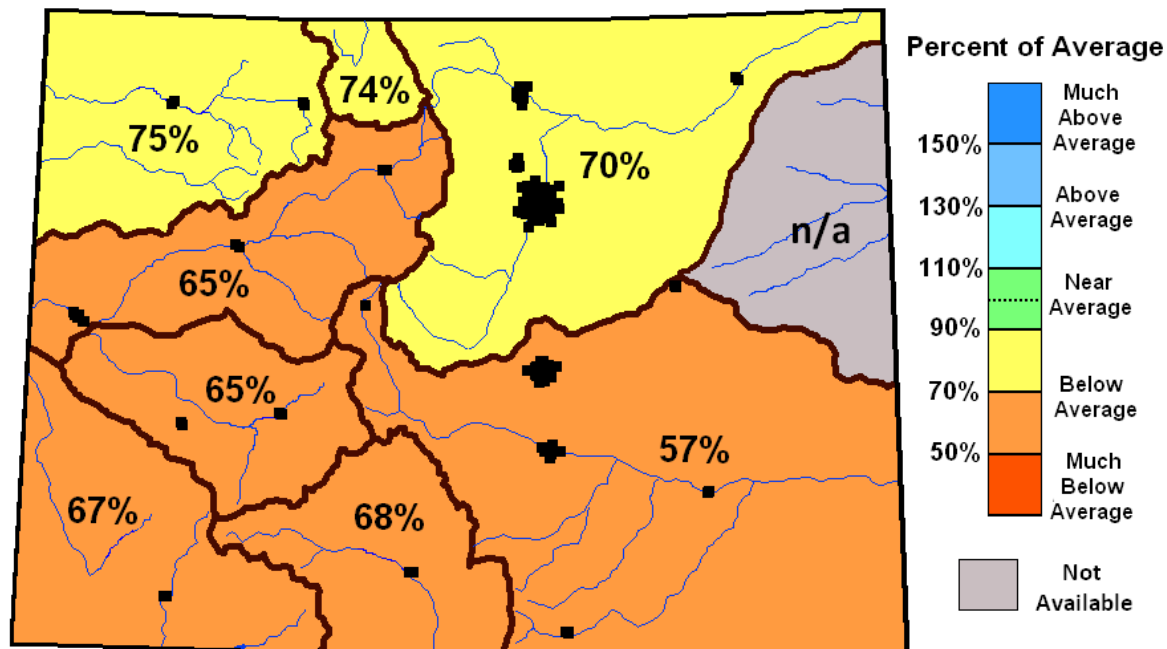 74%
75%
70%
n/a
65%
65%
57%
67%
68%
Percent of Average
150%
130%
110%
90%
70%
50%
Much
Above
Average
Above
Average
Near
Average
Below
Average
Much
Below
Average
Not
Available